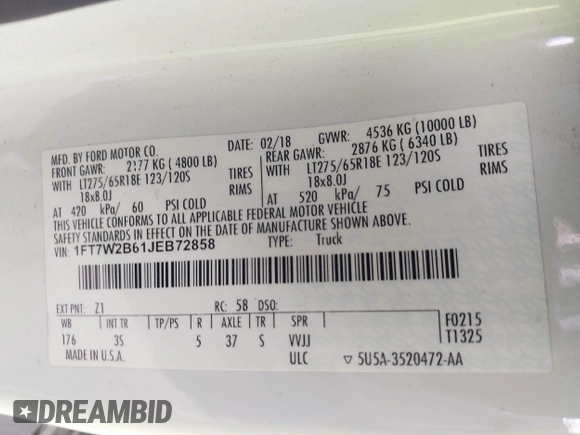 MFD. BY FORD MOTOR CO.
DATE: 02/18 GVWR: 4536 KG (10000 LB)
FRONT GAWR: 2177 KG (4800 LB)
REAR GAWR: 2876 KG (6340 LB)
WITH LT275/65R18E 123/120S TIRES
WITH LT275/65R18E 123/120S TIRES
18x8.0J RIMS
18x8.0J RIMS
AT 420 kPa/ 60 PSI COLD
AT 520 kPa/ 75 PSI COLD
THIS VEHICLE CONFORMS TO ALL APPLICABLE FEDERAL MOTOR VEHICLE
SAFETY STANDARDS IN EFFECT ON THE DATE OF MANUFACTURE SHOWN ABOVE.
VIN: 1FT7W2B61JEB72858 TYPE: Truck
EXT PNT: Z1 RC: 58 DSO:
WB INT TR TP/PS R AXLE TR SPR
176 3S 5 37 S VVJJ
F0215
T1325
MADE IN U.S.A. ULC ▽ 5U5A-3520472-AA
DREAMBID